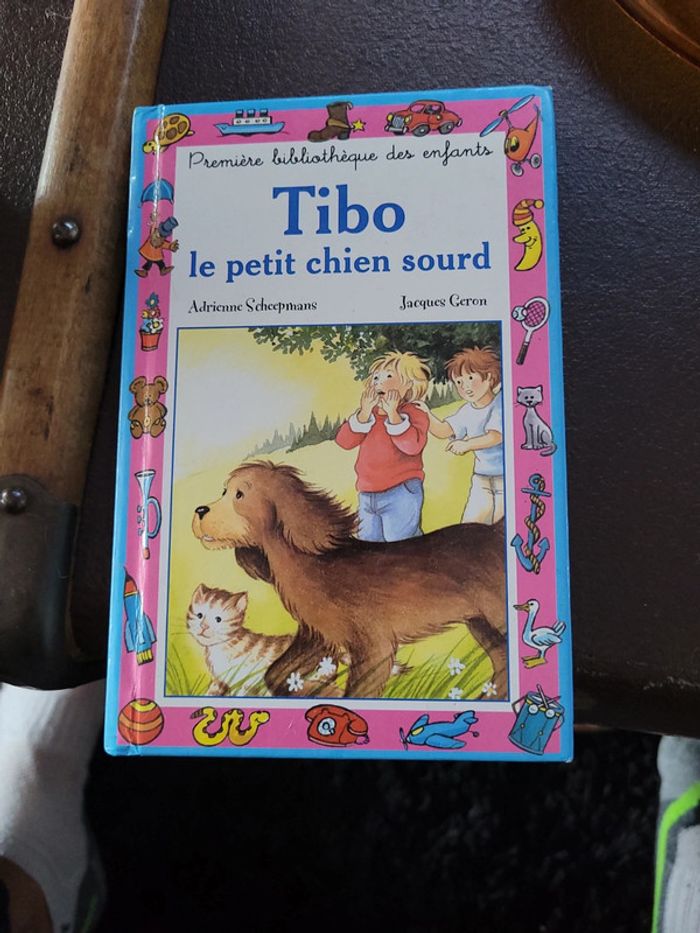 Première bibliothèque des enfants
Tibo
le petit chien sourd
Adrienne Scheepmans Jacques Geron